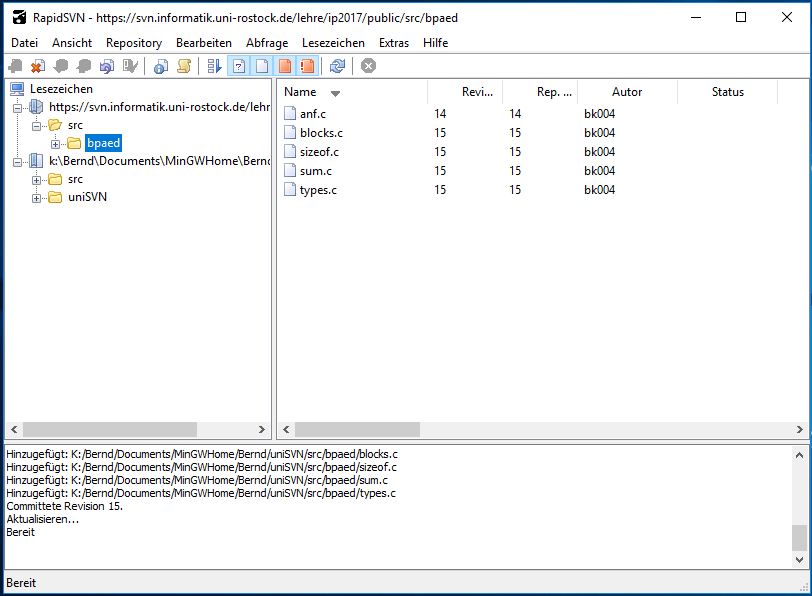 RapidSVN - https://svn.informatik.uni-rostock.de/lehre/ip2017/public/src/bpaed
Datei Ansicht Repository Bearbeiten Abfrage Lesezeichen Extras Hilfe
Lesezeichen
https://svn.informatik.uni-rostock.de/lehr
src
bpaed
k:\Bernd\Documents\MinGWHome\Bernd
src
uniSVN
Name Revi... Rep. ... Autor Status
anf.c 14 14 bk004
blocks.c 15 15 bk004
sizeof.c 15 15 bk004
sum.c 15 15 bk004
types.c 15 15 bk004
Hinzugefügt: K:/Bernd/Documents/MinGWHome/Bernd/uniSVN/src/bpaed/blocks.c
Hinzugefügt: K:/Bernd/Documents/MinGWHome/Bernd/uniSVN/src/bpaed/sizeof.c
Hinzugefügt: K:/Bernd/Documents/MinGWHome/Bernd/uniSVN/src/bpaed/sum.c
Hinzugefügt: K:/Bernd/Documents/MinGWHome/Bernd/uniSVN/src/bpaed/types.c
Committete Revision 15.
Aktualisieren...
Bereit
Bereit